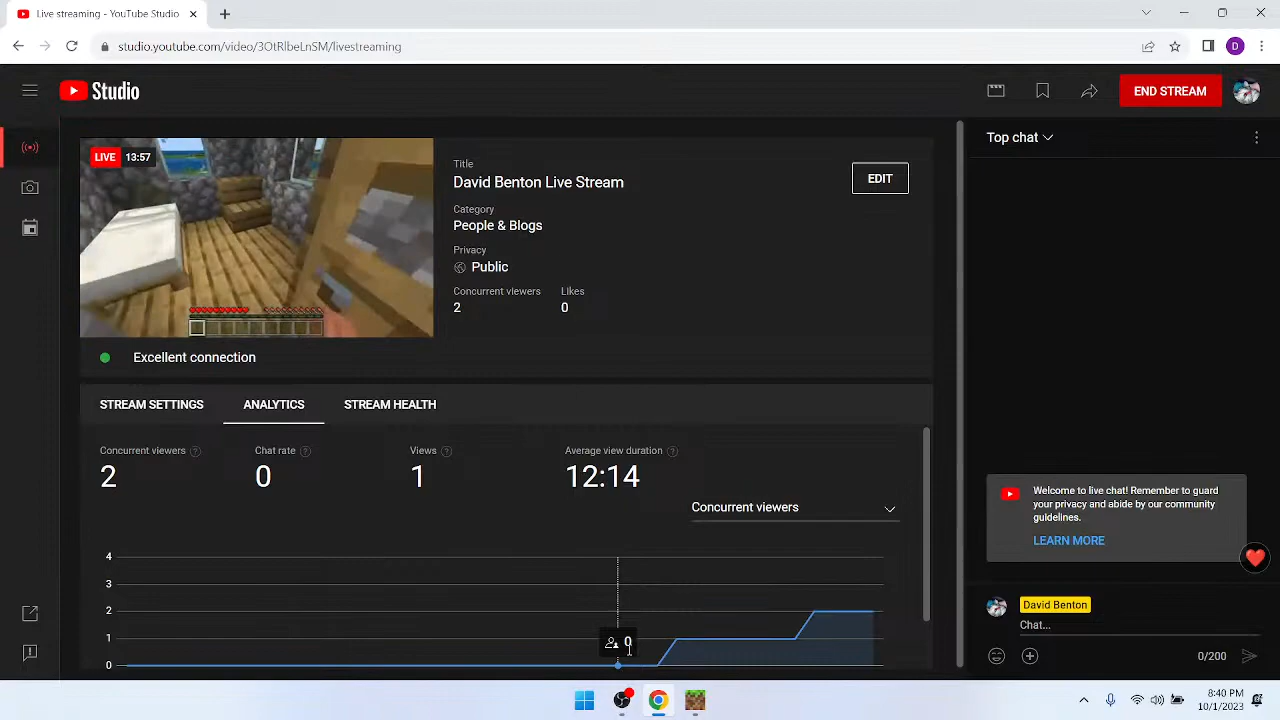 Live streaming - YouTube Studio
studio.youtube.com/video/3OtRlbeLnSM/livestreaming
D
Studio
END STREAM
LIVE 13:57
Title
David Benton Live Stream
EDIT
Category
People & Blogs
Privacy
Public
Concurrent viewers Likes
2 0
Excellent connection
STREAM SETTINGS ANALYTICS STREAM HEALTH
Concurrent viewers ? Chat rate ? Views ? Average view duration ?
2 0 1 12:14
Concurrent viewers
4
3
2
1
0
0
Top chat
Welcome to live chat! Remember to guard
your privacy and abide by our community
guidelines.
LEARN MORE
David Benton
Chat...
0/200
8:40 PM
10/1/2023